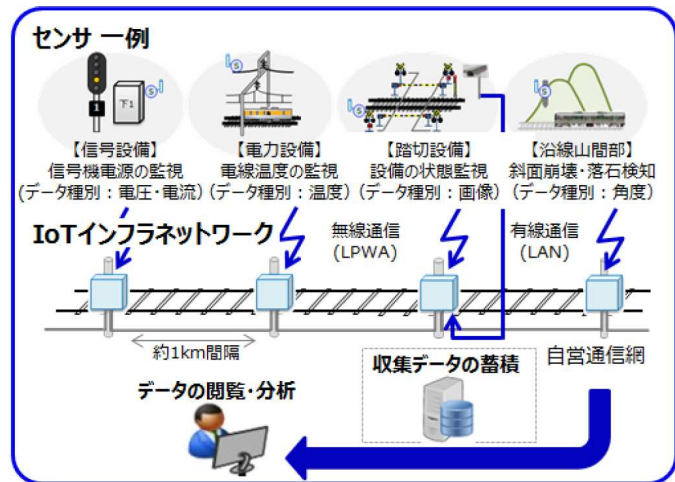 センサ 一例
1
下1
S
S
S
S
【信号設備】
信号機電源の監視
(データ種別：電圧・電流)
【電力設備】
電線温度の監視
(データ種別：温度)
【踏切設備】
設備の状態監視
(データ種別：画像)
【沿線山間部】
斜面崩壊・落石検知
(データ種別：角度)
IoTインフラネットワーク
無線通信
(LPWA)
有線通信
(LAN)
約1km間隔
自営通信網
収集データの蓄積
データの閲覧・分析